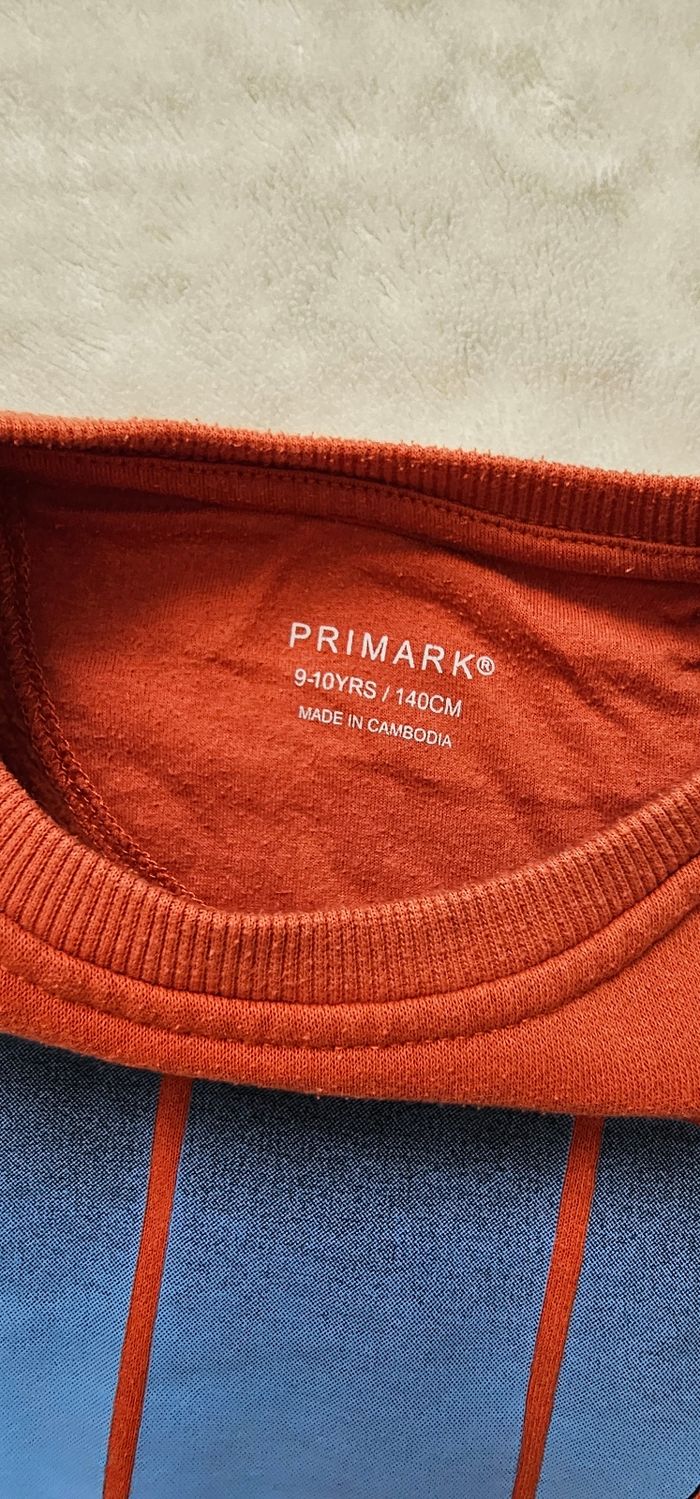 PRIMARK®
9-10YRS / 140CM
MADE IN CAMBODIA